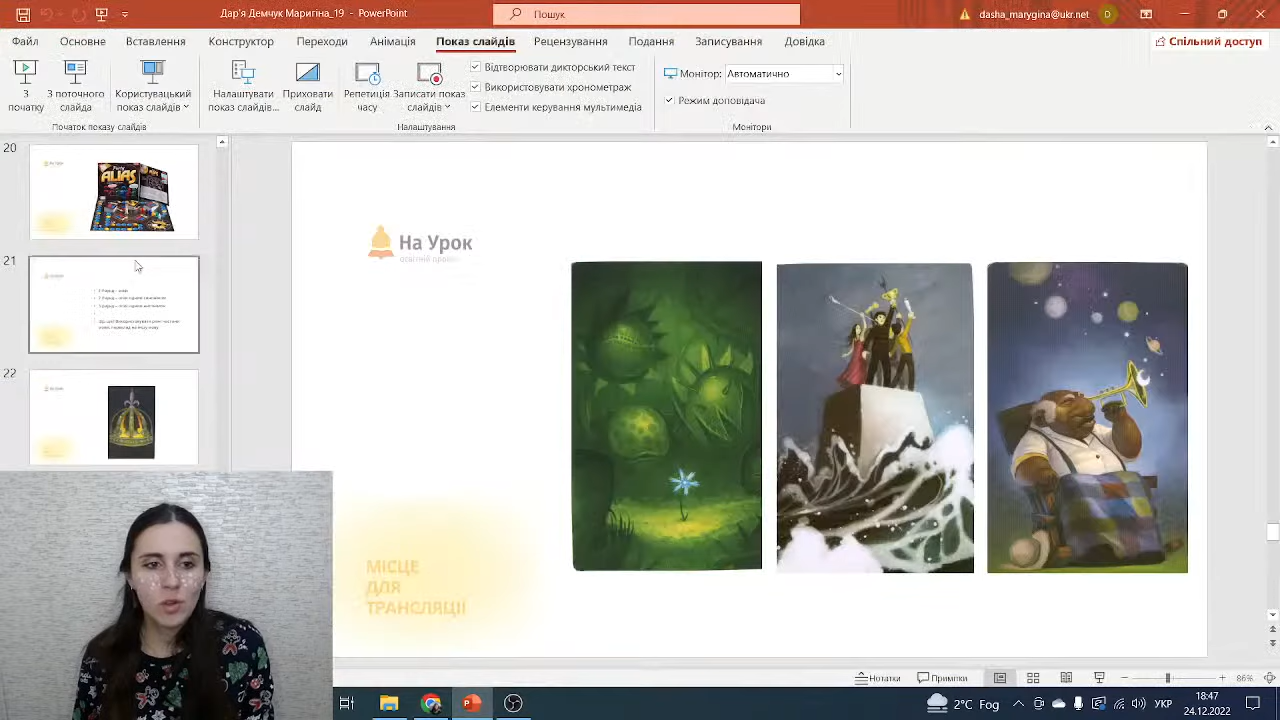 Дар'я Демчук Маригіна_19 - PowerPoint
Пошук
dasha_marygina@ukr.net
D
Файл
Основне
Вставлення
Конструктор
Переходи
Анімація
Показ слайдів
Рецензування
Подання
Записування
Довідка
Спільний доступ
З початку
З поточного слайда
Користувацький показ слайдів
Початок показу слайдів
Налаштувати показ слайдів...
Приховати слайд
Репетиція часу
Записати показ слайдів
Відтворювати дикторський текст
Використовувати хронометраж
Елементи керування мультимедіа
Налаштування
Монітор:
Автоматично
Режим доповідача
Монітори
20
ALIAS
21
22
На Урок
МІСЦЕ
ДЛЯ
ТРАНСЛЯЦІЇ
Нотатки
Примітки
86%
2°C Fog
УКР
18:47
24.12.2022